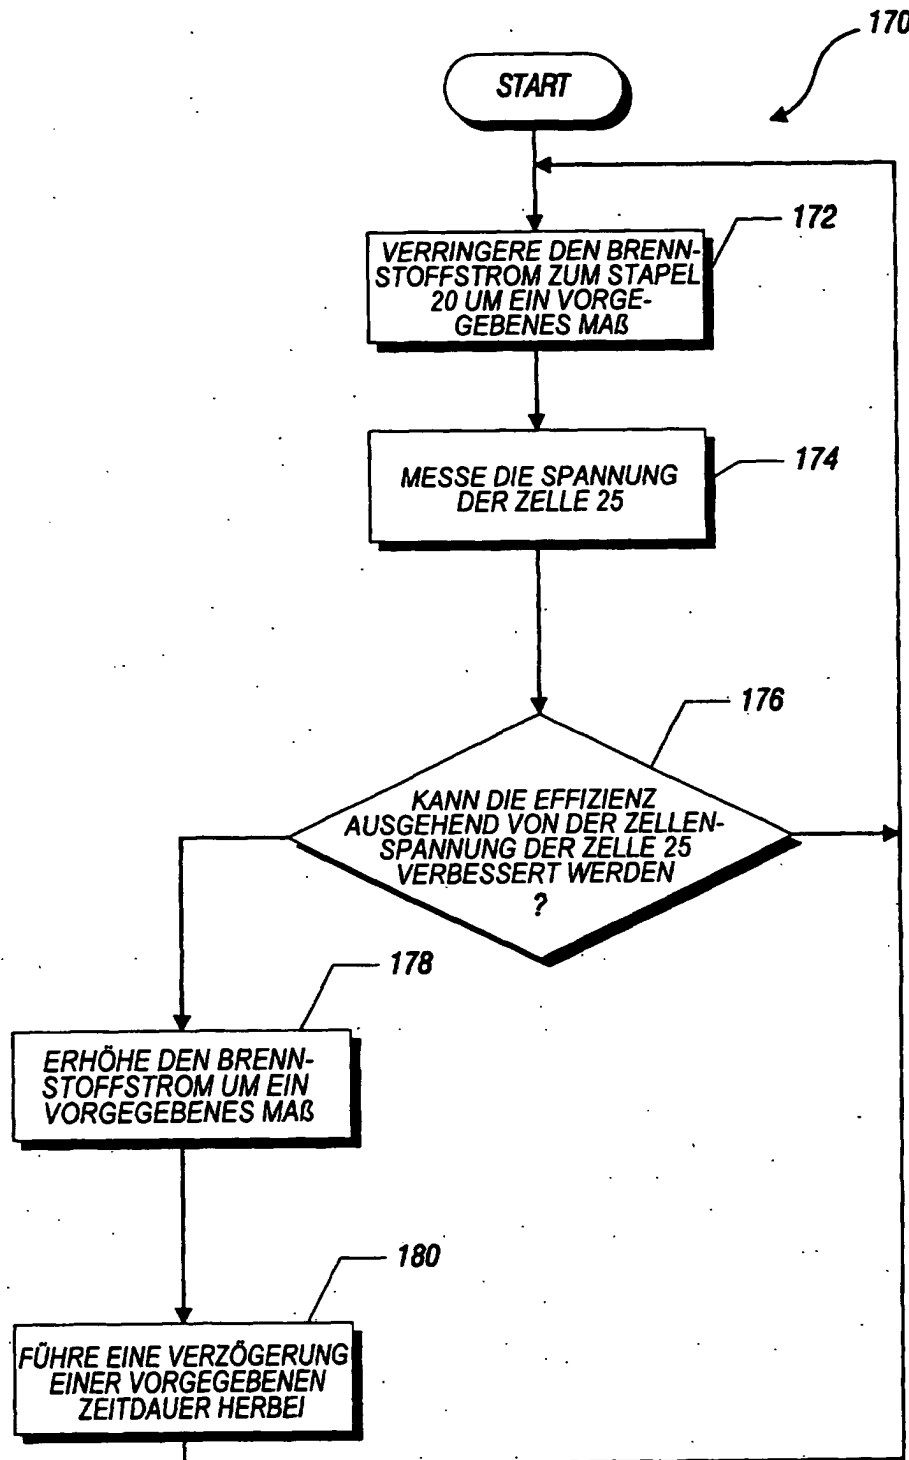 170
START
172
VERRINGERE DEN BRENN-
STOFFSTROM ZUM STAPEL
20 UM EIN VORGE-
GEBENES MAß
174
MESSE DIE SPANNUNG
DER ZELLE 25
176
KANN DIE EFFIZIENZ
AUSGEHEND VON DER ZELLEN-
SPANNUNG DER ZELLE 25
VERBESSERT WERDEN
?
178
ERHÖHE DEN BRENN-
STOFFSTROM UM EIN
VORGEGEBENES MAß
180
FÜHRE EINE VERZÖGERUNG
EINER VORGEGEBENEN
ZEITDAUER HERBEI